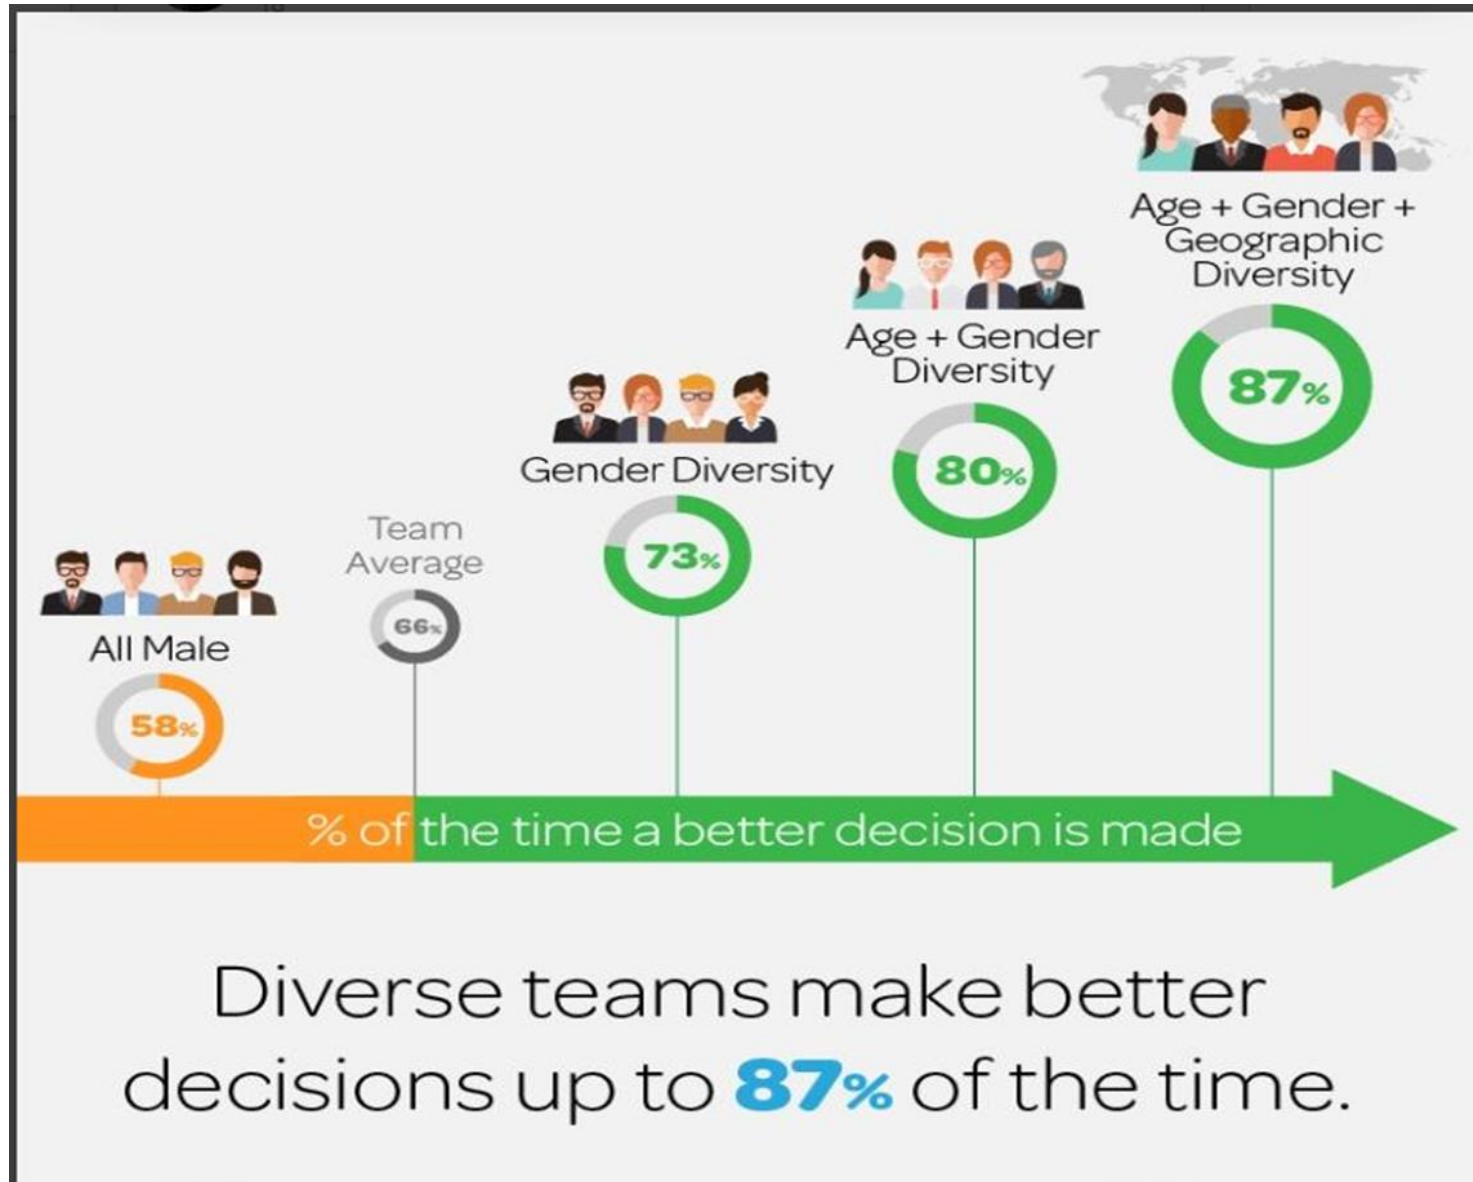 All Male
58%
Team
Average
66%
Gender Diversity
73%
Age + Gender
Diversity
80%
Age + Gender +
Geographic
Diversity
87%
% of the time a better decision is made
Diverse teams make better
decisions up to 87% of the time.